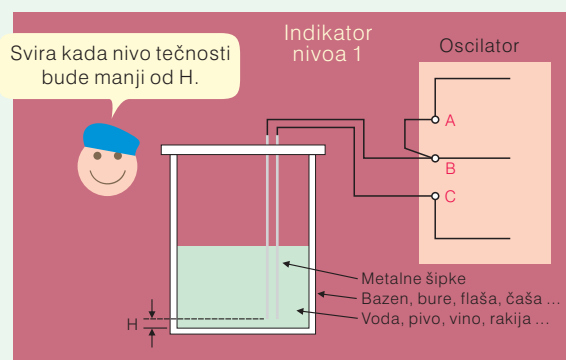 Indikator
nivoa 1
Oscilator
Svira kada nivo tečnosti
bude manji od H.
A
B
C
Metalne šipke
Bazen, bure, flaša, čaša ...
Voda, pivo, vino, rakija ...
H